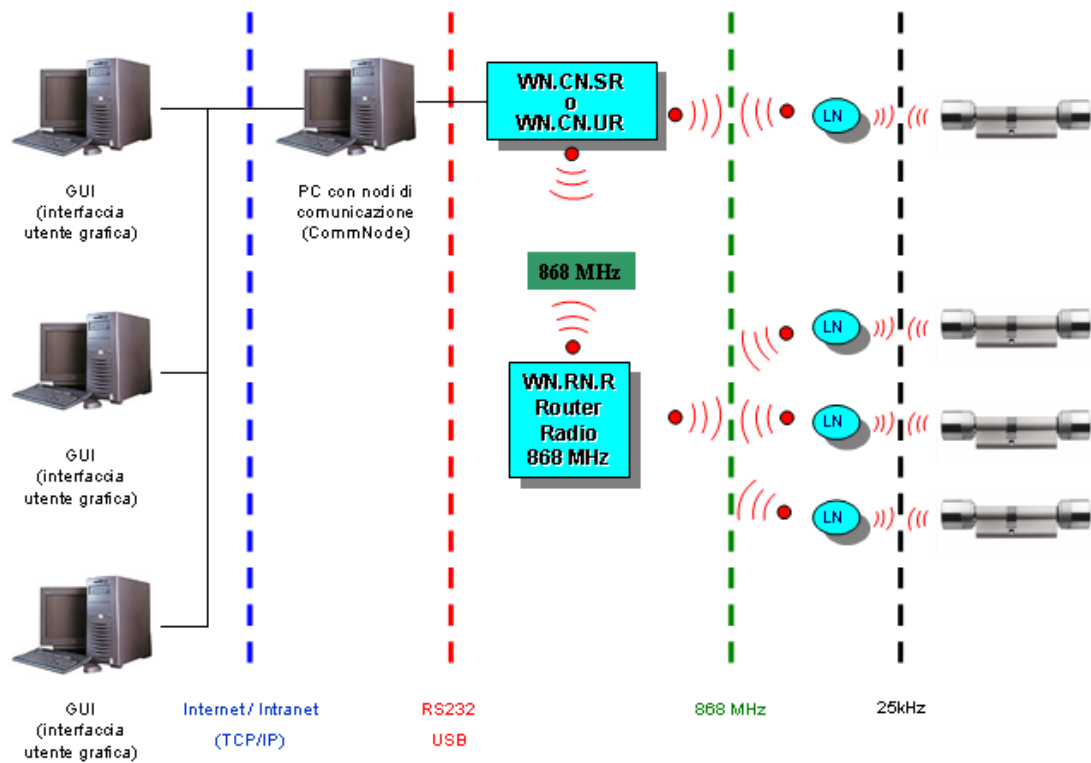 WN.CN.SR
o
WN.CN.UR
LN
GUI
(interfaccia
utente grafica)
PC con nodi di
comunicazione
(CommNode)
868 MHz
LN
WN.RN.R
Router
Radio
868 MHz
LN
GUI
(interfaccia
utente grafica)
LN
GUI
(interfaccia
utente grafica)
Internet / Intranet
(TCP/IP)
RS232
USB
868 MHz
25kHz